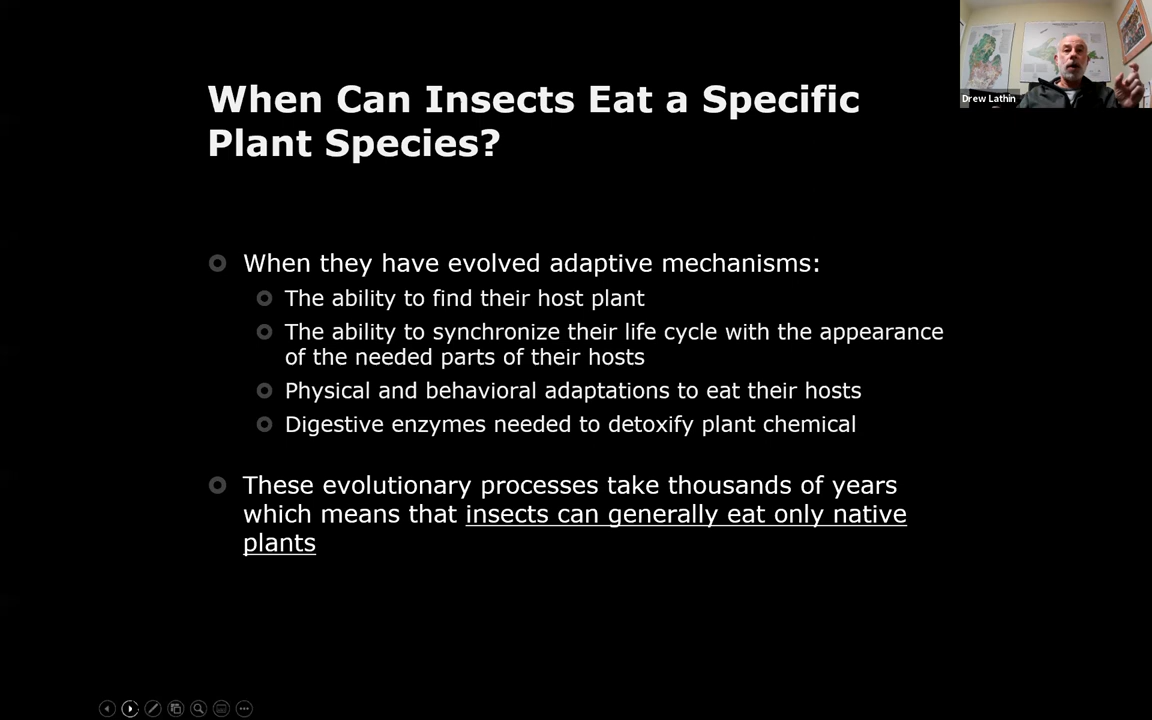 When Can Insects Eat a Specific
Plant Species?
Drew Lathin
When they have evolved adaptive mechanisms:
The ability to find their host plant
The ability to synchronize their life cycle with the appearance
of the needed parts of their hosts
Physical and behavioral adaptations to eat their hosts
Digestive enzymes needed to detoxify plant chemical
These evolutionary processes take thousands of years
which means that insects can generally eat only native
plants